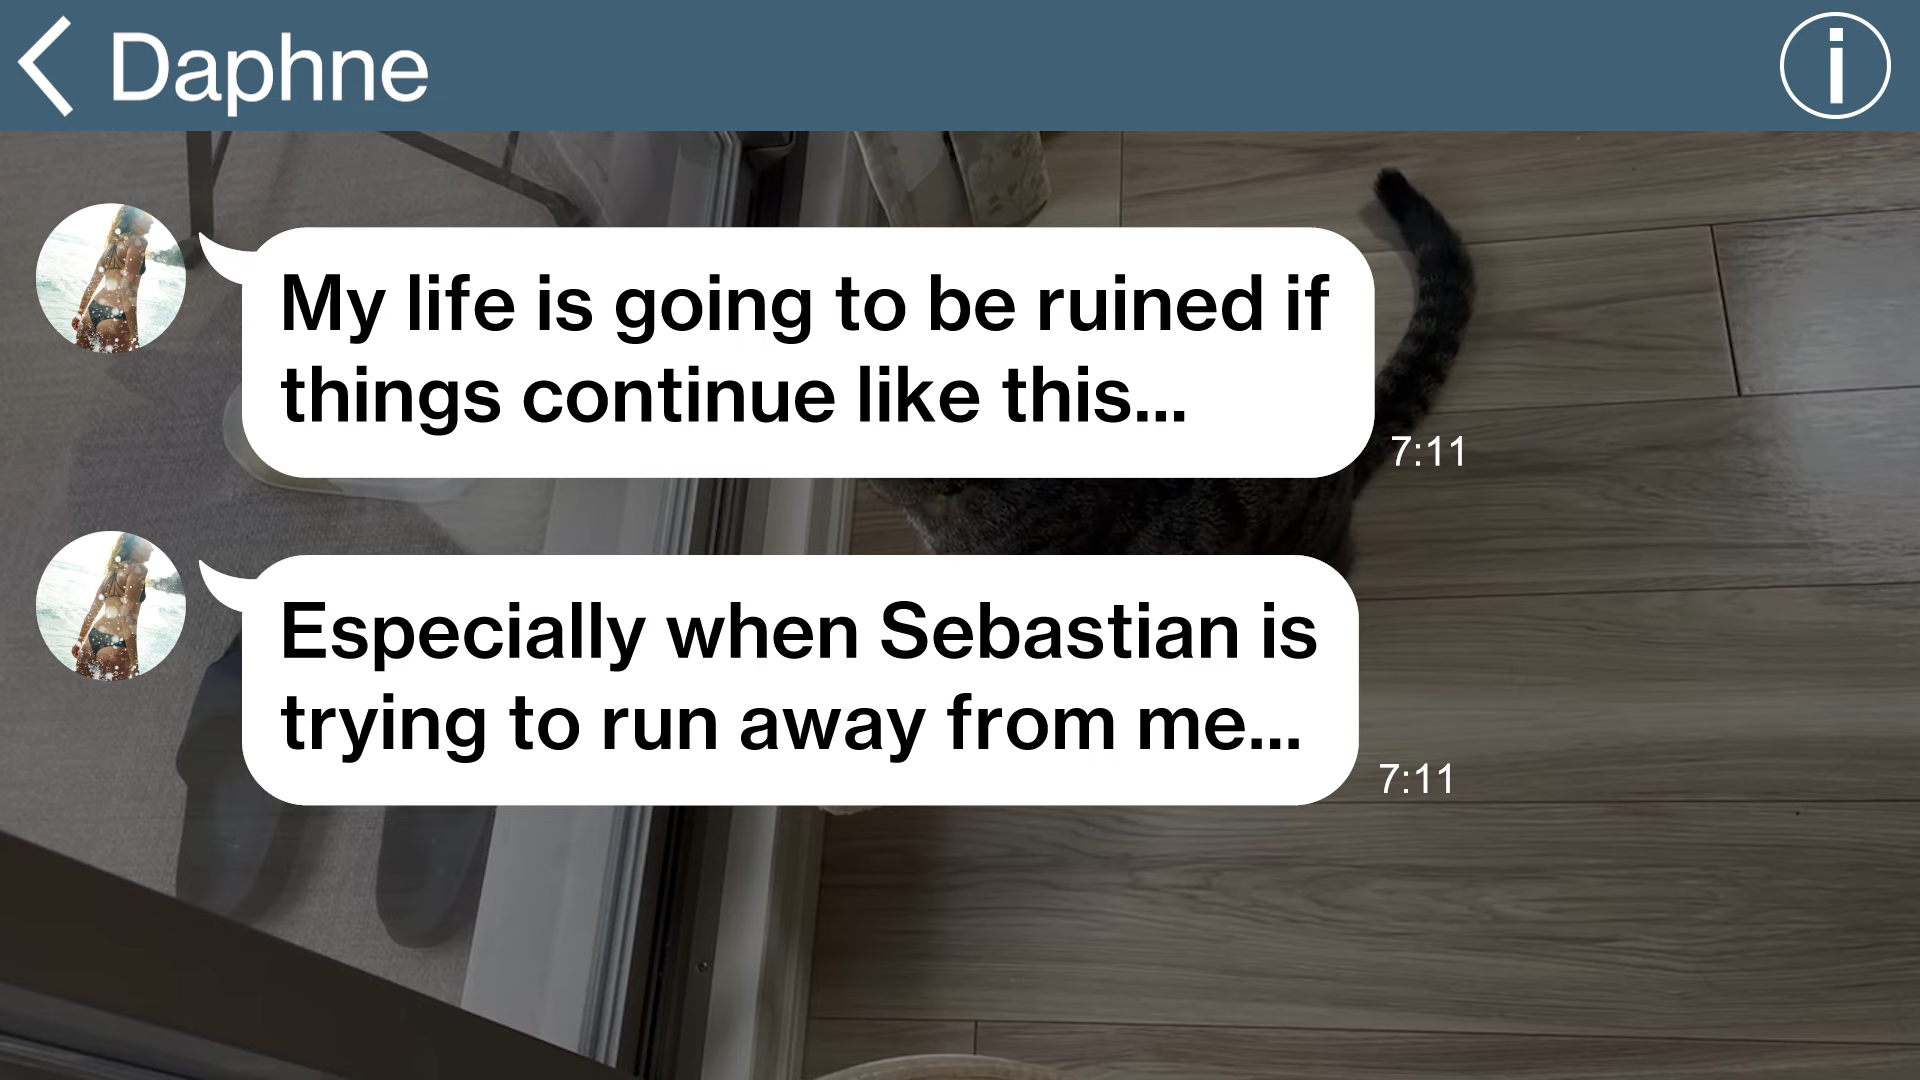 Daphne
My life is going to be ruined if
things continue like this...
7:11
Especially when Sebastian is
trying to run away from me...
7:11